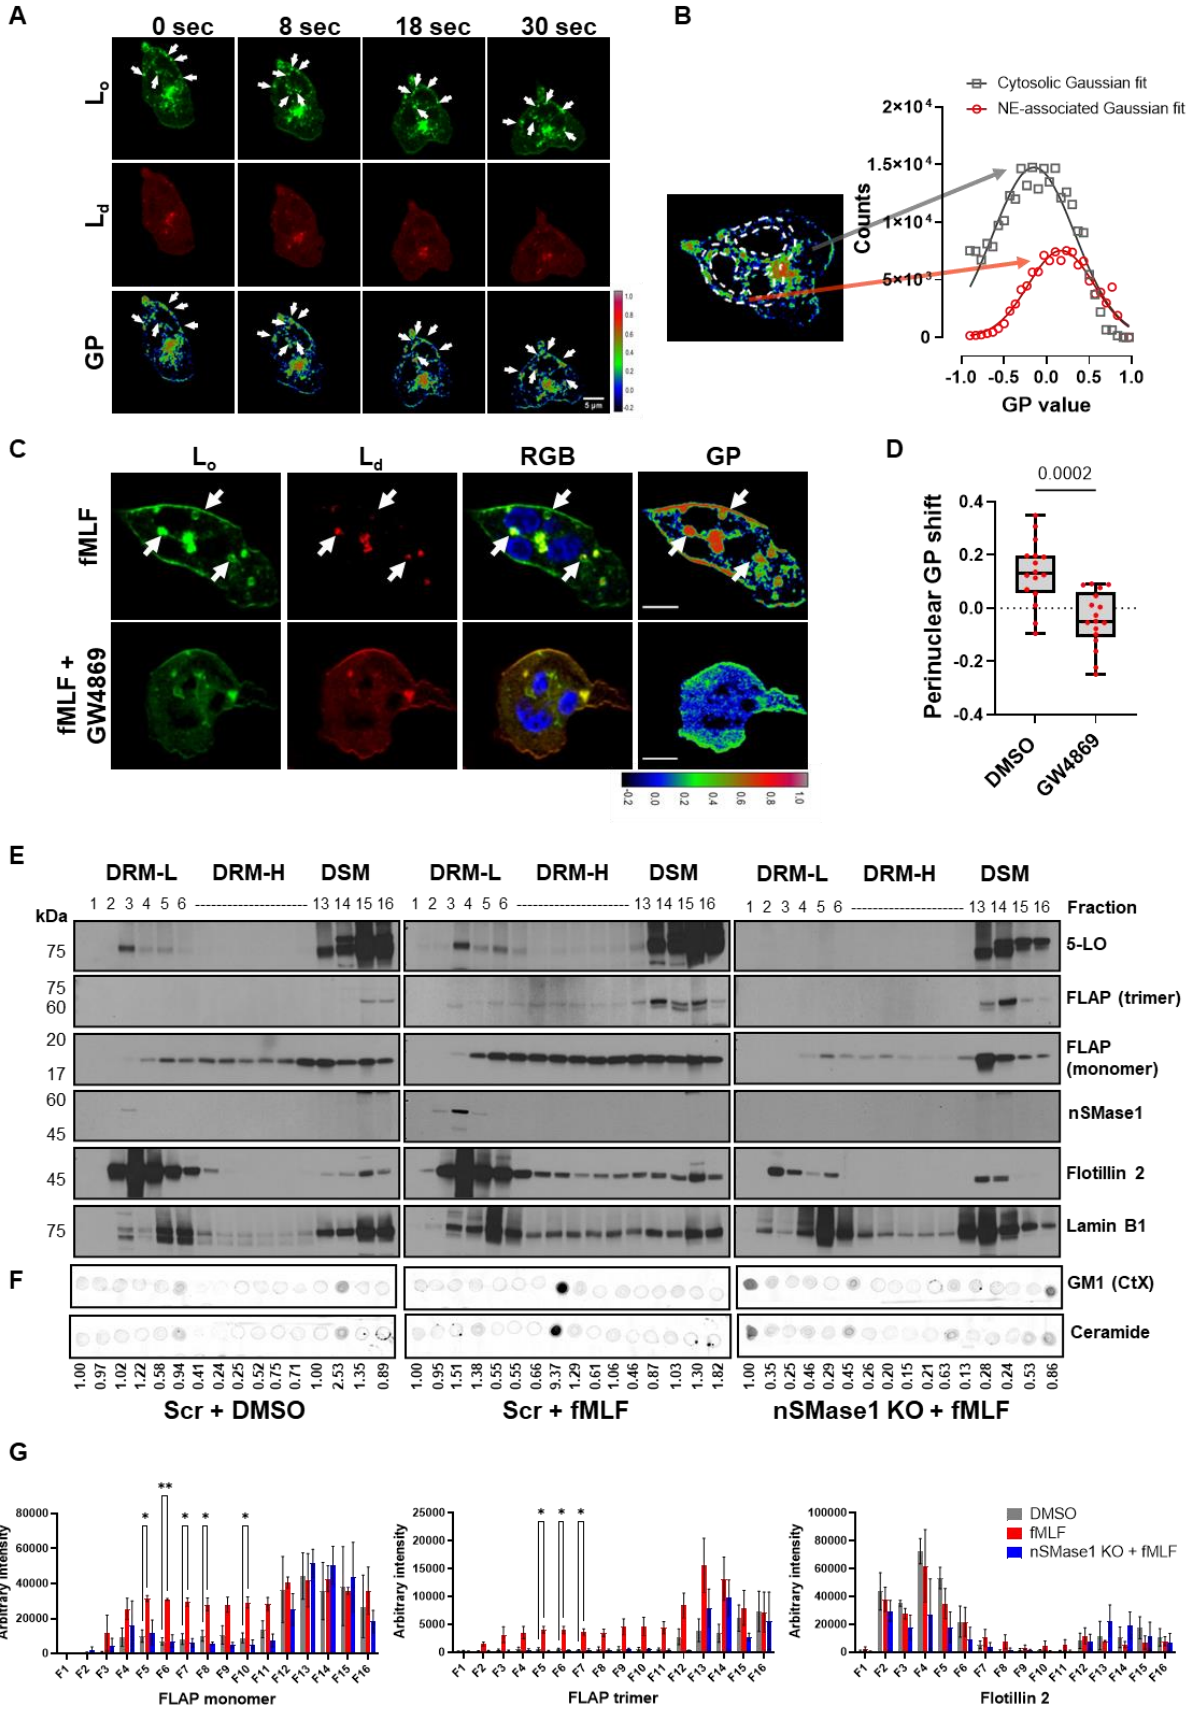 A
0 sec 8 sec 18 sec 30 sec
Lo
Ld
GP
1.0
0.8
0.6
0.4
0.2
0.0
-0.2
5 µm
B
Cytosolic Gaussian fit
NE-associated Gaussian fit
2×10⁴
1.5×10⁴
1×10⁴
5×10³
0
Counts
-1.0 -0.5 0.0 0.5 1.0
GP value
C
Lo Ld RGB GP
fMLF
fMLF +
GW4869
-0.2 0.0 0.2 0.4 0.6 0.8 1.0
D
0.0002
0.4
0.2
0.0
-0.2
-0.4
Perinuclear GP shift
DMSO
GW4869
E
DRM-L DRM-H DSM DRM-L DRM-H DSM DRM-L DRM-H DSM
1 2 3 4 5 6 ---------------------- 13 14 15 16 1 2 3 4 5 6 ---------------------- 13 14 15 16 1 2 3 4 5 6 ---------------------- 13 14 15 16 Fraction
kDa
75 5-LO
75
60 FLAP (trimer)
20
17
FLAP
(monomer)
60
45
nSMase1
45 Flotillin 2
75 Lamin B1
F
GM1 (CtX)
Ceramide
1.00 0.97 1.02 1.22 0.58 0.94 0.41 0.24 0.25 0.52 0.75 0.71 1.00 2.53 1.35 0.89
1.00 0.95 1.51 1.38 0.55 0.55 0.66 9.37 1.29 0.61 1.06 0.46 0.87 1.03 1.30 1.82
1.00 0.35 0.25 0.46 0.29 0.45 0.26 0.20 0.15 0.21 0.63 0.13 0.28 0.24 0.53 0.86
Scr + DMSO Scr + fMLF nSMase1 KO + fMLF
G
80000
60000
40000
20000
0
Arbitrary intensity
* ** * * *
F1 F2 F3 F4 F5 F6 F7 F8 F9 F10 F11 F12 F13 F14 F15 F16
FLAP monomer
25000
20000
15000
10000
5000
0
Arbitrary intensity
* * *
F1 F2 F3 F4 F5 F6 F7 F8 F9 F10 F11 F12 F13 F14 F15 F16
FLAP trimer
100000
80000
60000
40000
20000
0
Arbitrary intensity
DMSO
fMLF
nSMase1 KO + fMLF
F1 F2 F3 F4 F5 F6 F7 F8 F9 F10 F11 F12 F13 F14 F15 F16
Flotillin 2